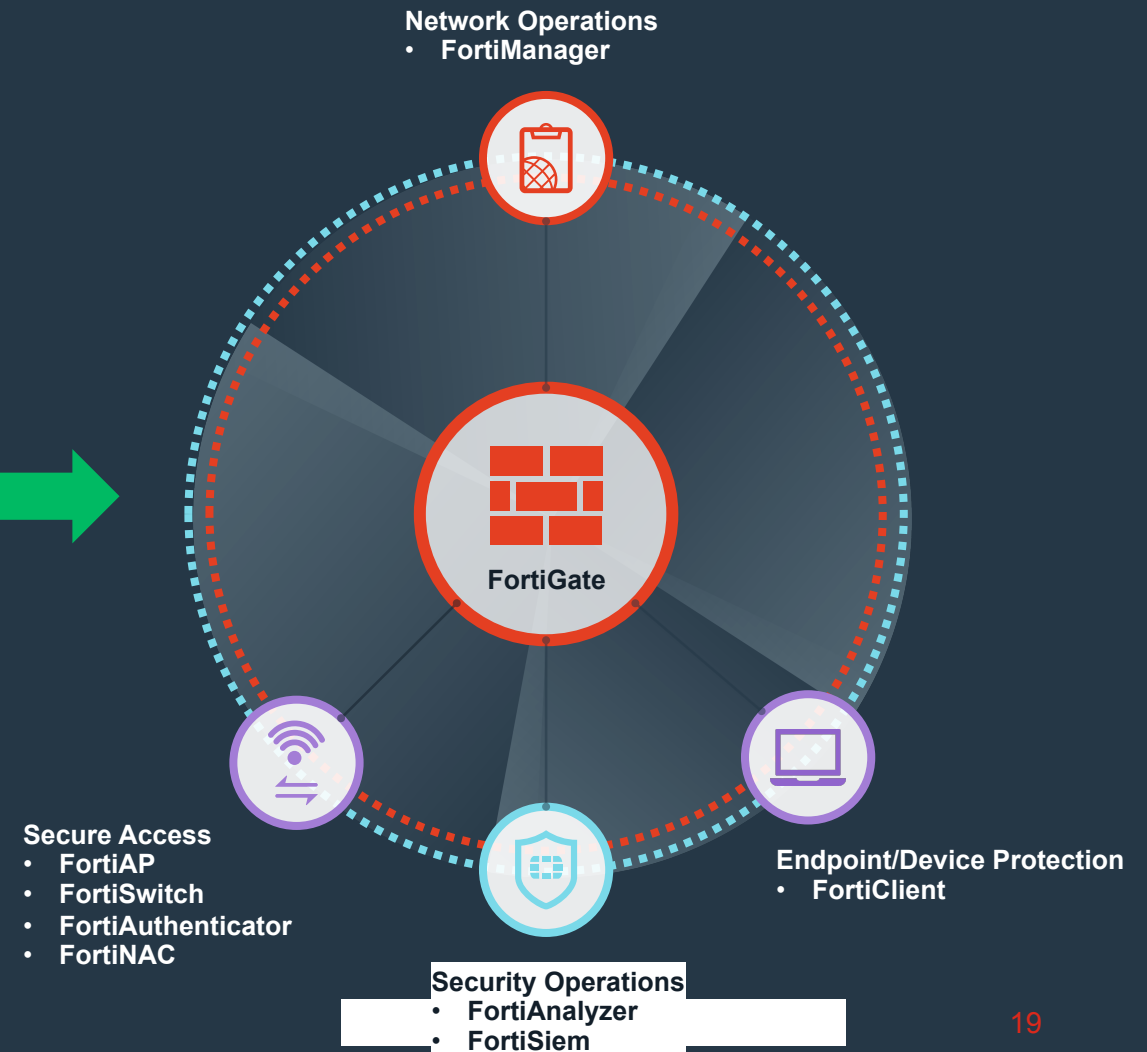 Network Operations
• FortiManager
FortiGate
Secure Access
• FortiAP
• FortiSwitch
• FortiAuthenticator
• FortiNAC
Endpoint/Device Protection
• FortiClient
Security Operations
• FortiAnalyzer
• FortiSiem
19